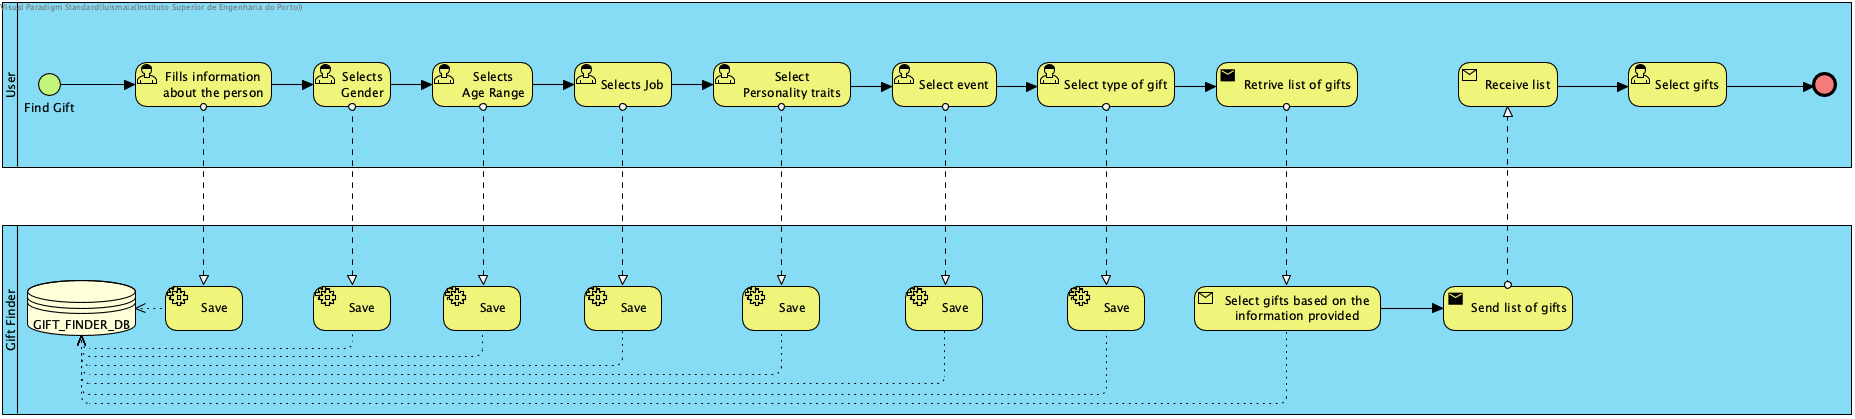 Visual Paradigm Standard(luismaia(Instituto Superior de Engenharia do Porto))
User
Find Gift
Fills information
about the person
Selects
Gender
Selects
Age Range
Selects Job
Select
Personality traits
Select event
Select type of gift
Retrive list of gifts
Receive list
Select gifts
Gift Finder
GIFT_FINDER_DB
Save
Save
Save
Save
Save
Save
Save
Select gifts based on the
information provided
Send list of gifts